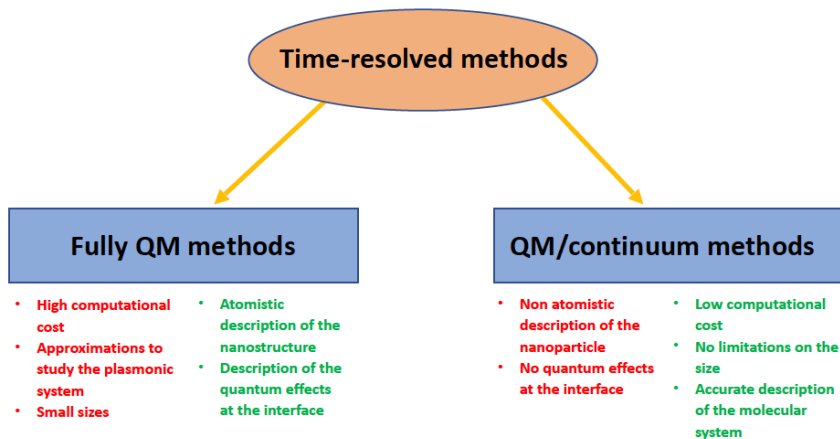 Time-resolved methods
Fully QM methods
• High computational
cost
• Approximations to
study the plasmonic
system
• Small sizes
• Atomistic
description of the
nanostructure
• Description of the
quantum effects
at the interface
QM/continuum methods
• Non atomistic
description of the
nanoparticle
• No quantum effects
at the interface
• Low computational
cost
• No limitations on the
size
• Accurate description
of the molecular
system